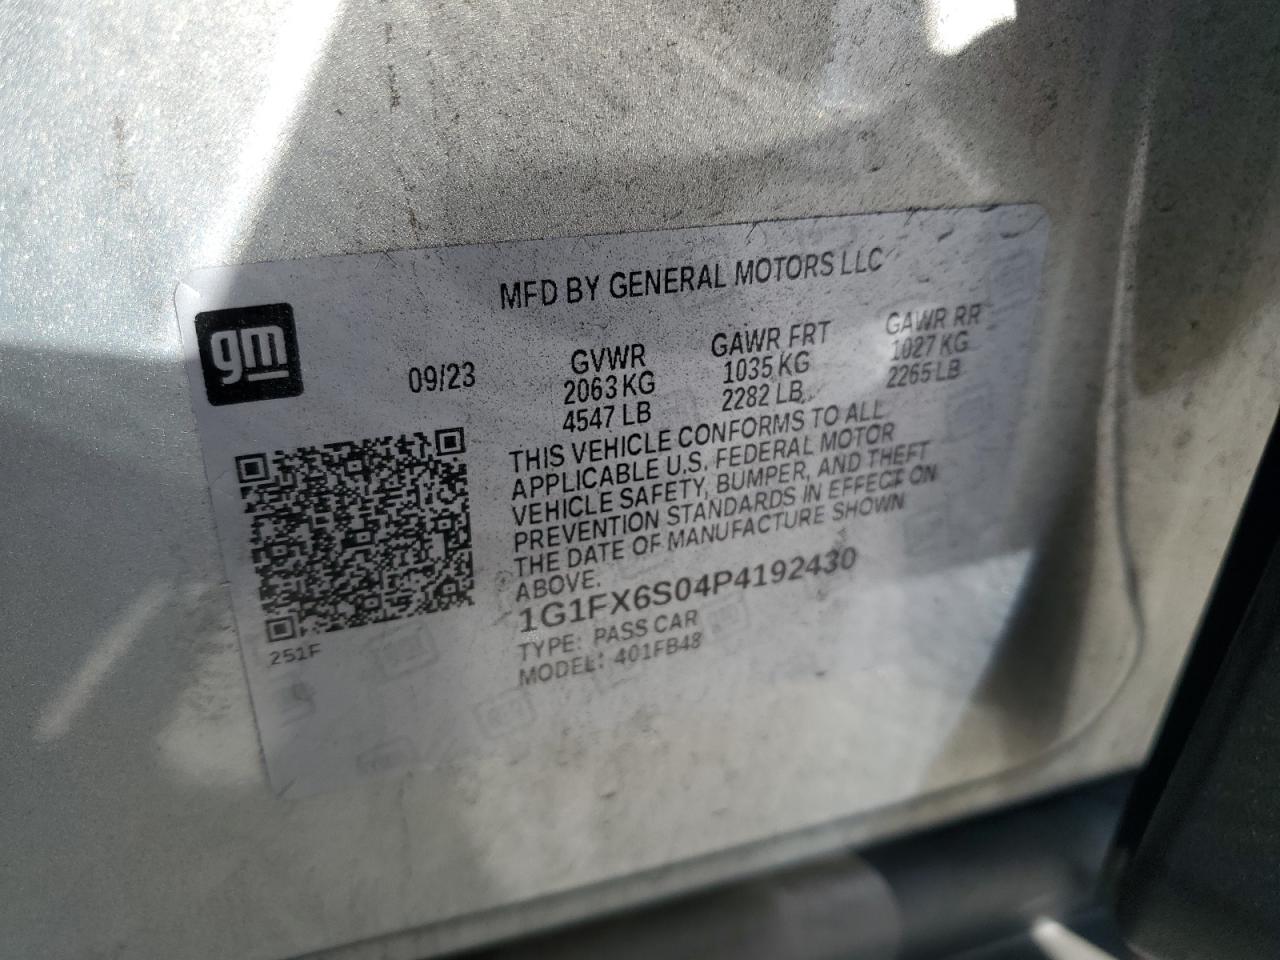 MFD BY GENERAL MOTORS LLC
gm
09/23
GVWR
2063 KG
4547 LB
GAWR FRT
1035 KG
2282 LB
GAWR RR
1027 KG
2265 LB
THIS VEHICLE CONFORMS TO ALL
APPLICABLE U.S. FEDERAL MOTOR
VEHICLE SAFETY, BUMPER, AND THEFT
PREVENTION STANDARDS IN EFFECT ON
THE DATE OF MANUFACTURE SHOWN
ABOVE.
1G1FX6S04P4192430
TYPE: PASS CAR
MODEL: 401FB48
251F